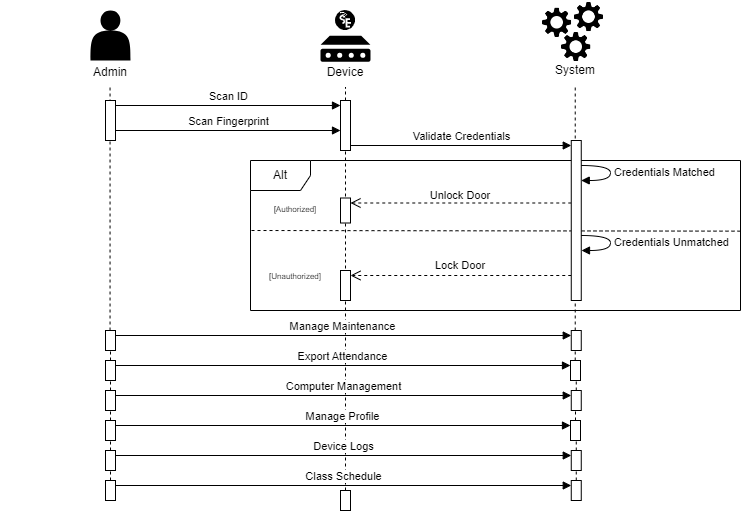 Admin
Device
System
Scan ID
Scan Fingerprint
Validate Credentials
Alt
Credentials Matched
Unlock Door
[Authorized]
Credentials Unmatched
Lock Door
[Unauthorized]
Manage Maintenance
Export Attendance
Computer Management
Manage Profile
Device Logs
Class Schedule